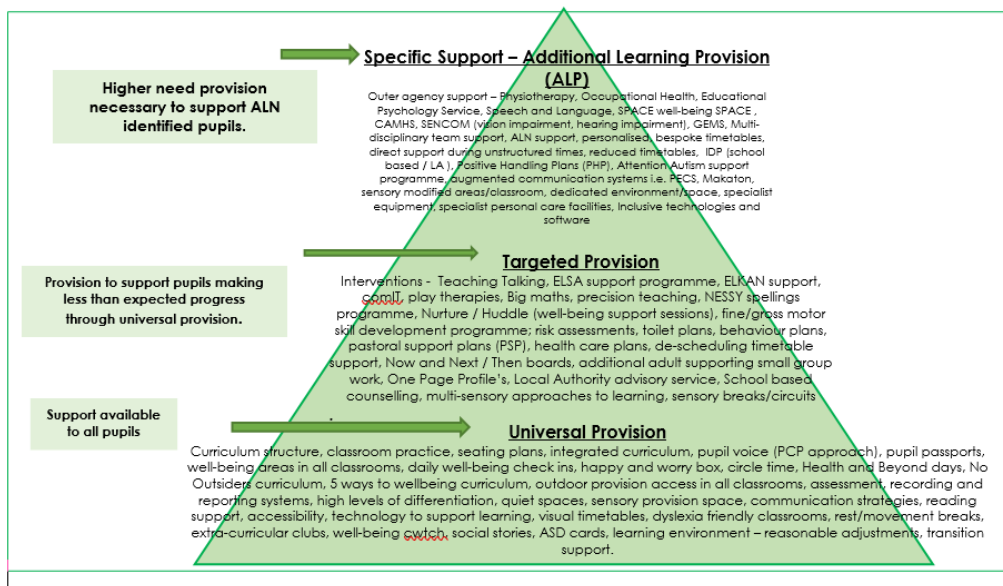 Specific Support – Additional Learning Provision
(ALP)
Higher need provision
necessary to support ALN
identified pupils.
Outer agency support – Physiotherapy, Occupational Health, Educational
Psychology Service, Speech and Language, SPACE well-being SPACE ,
CAMHS, SENCOM (vision impairment, hearing impairment), GEMS, Multi-
disciplinary team support, ALN support, personalised, bespoke timetables,
direct support during unstructured times, reduced timetables,  IDP (school
based / LA ), Positive Handling Plans (PHP), Attention Autism support
programme, augmented communication systems i.e. PECS, Makaton,
sensory modified areas/classroom, dedicated environment/space, specialist
equipment, specialist personal care facilities, Inclusive technologies and
software
Targeted Provision
Provision to support pupils making
less than expected progress
through universal provision.
Interventions -  Teaching Talking, ELSA support programme, ELKAN support,
comIT, play therapies, Big maths, precision teaching, NESSY spellings
programme, Nurture / Huddle (well-being support sessions), fine/gross motor
skill development programme; risk assessments, toilet plans, behaviour plans,
pastoral support plans (PSP), health care plans, de-scheduling timetable
support, Now and Next / Then boards, additional adult supporting small group
work, One Page Profile's, Local Authority advisory service, School based
counselling, multi-sensory approaches to learning, sensory breaks/circuits
Support available
to all pupils
Universal Provision
Curriculum structure, classroom practice, seating plans, integrated curriculum, pupil voice (PCP approach), pupil passports,
well-being areas in all classrooms, daily well-being check ins, happy and worry box, circle time, Health and Beyond days, No
Outsiders curriculum, 5 ways to wellbeing curriculum, outdoor provision access in all classrooms, assessment, recording and
reporting systems, high levels of differentiation, quiet spaces, sensory provision space, communication strategies, reading
support, accessibility, technology to support learning, visual timetables, dyslexia friendly classrooms, rest/movement breaks,
extra-curricular clubs, well-being cwtch, social stories, ASD cards, learning environment – reasonable adjustments, transition
support.